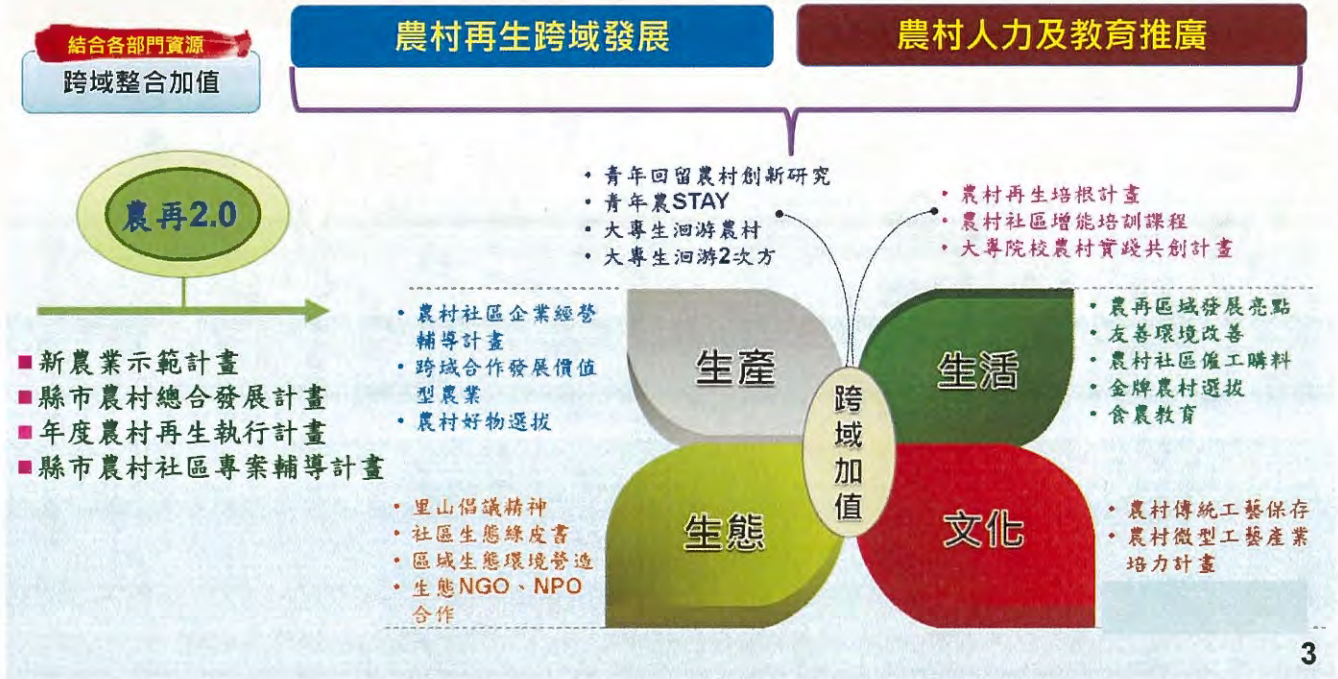 結合各部門資源
跨域整合加值
農村再生跨域發展
農村人力及教育推廣
農再2.0
■新農業示範計畫
■縣市農村總合發展計畫
■年度農村再生執行計畫
■縣市農村社區專案輔導計畫
• 青年回留農村創新研究
• 青年農STAY
• 大專生洄游農村
• 大專生洄游2次方
• 農村再生培根計畫
• 農村社區增能培訓課程
• 大專院校農村實踐共創計畫
• 農村社區企業經營
輔導計畫
• 跨域合作發展價值
型農業
• 農村好物選拔
生產
生活
• 農再區域發展亮點
• 友善環境改善
• 農村社區僱工購料
• 金牌農村選拔
• 食農教育
跨域加值
• 里山倡議精神
• 社區生態綠皮書
• 區域生態環境營造
• 生態NGO、NPO
合作
生態
文化
• 農村傳統工藝保存
• 農村微型工藝產業
培力計畫
3